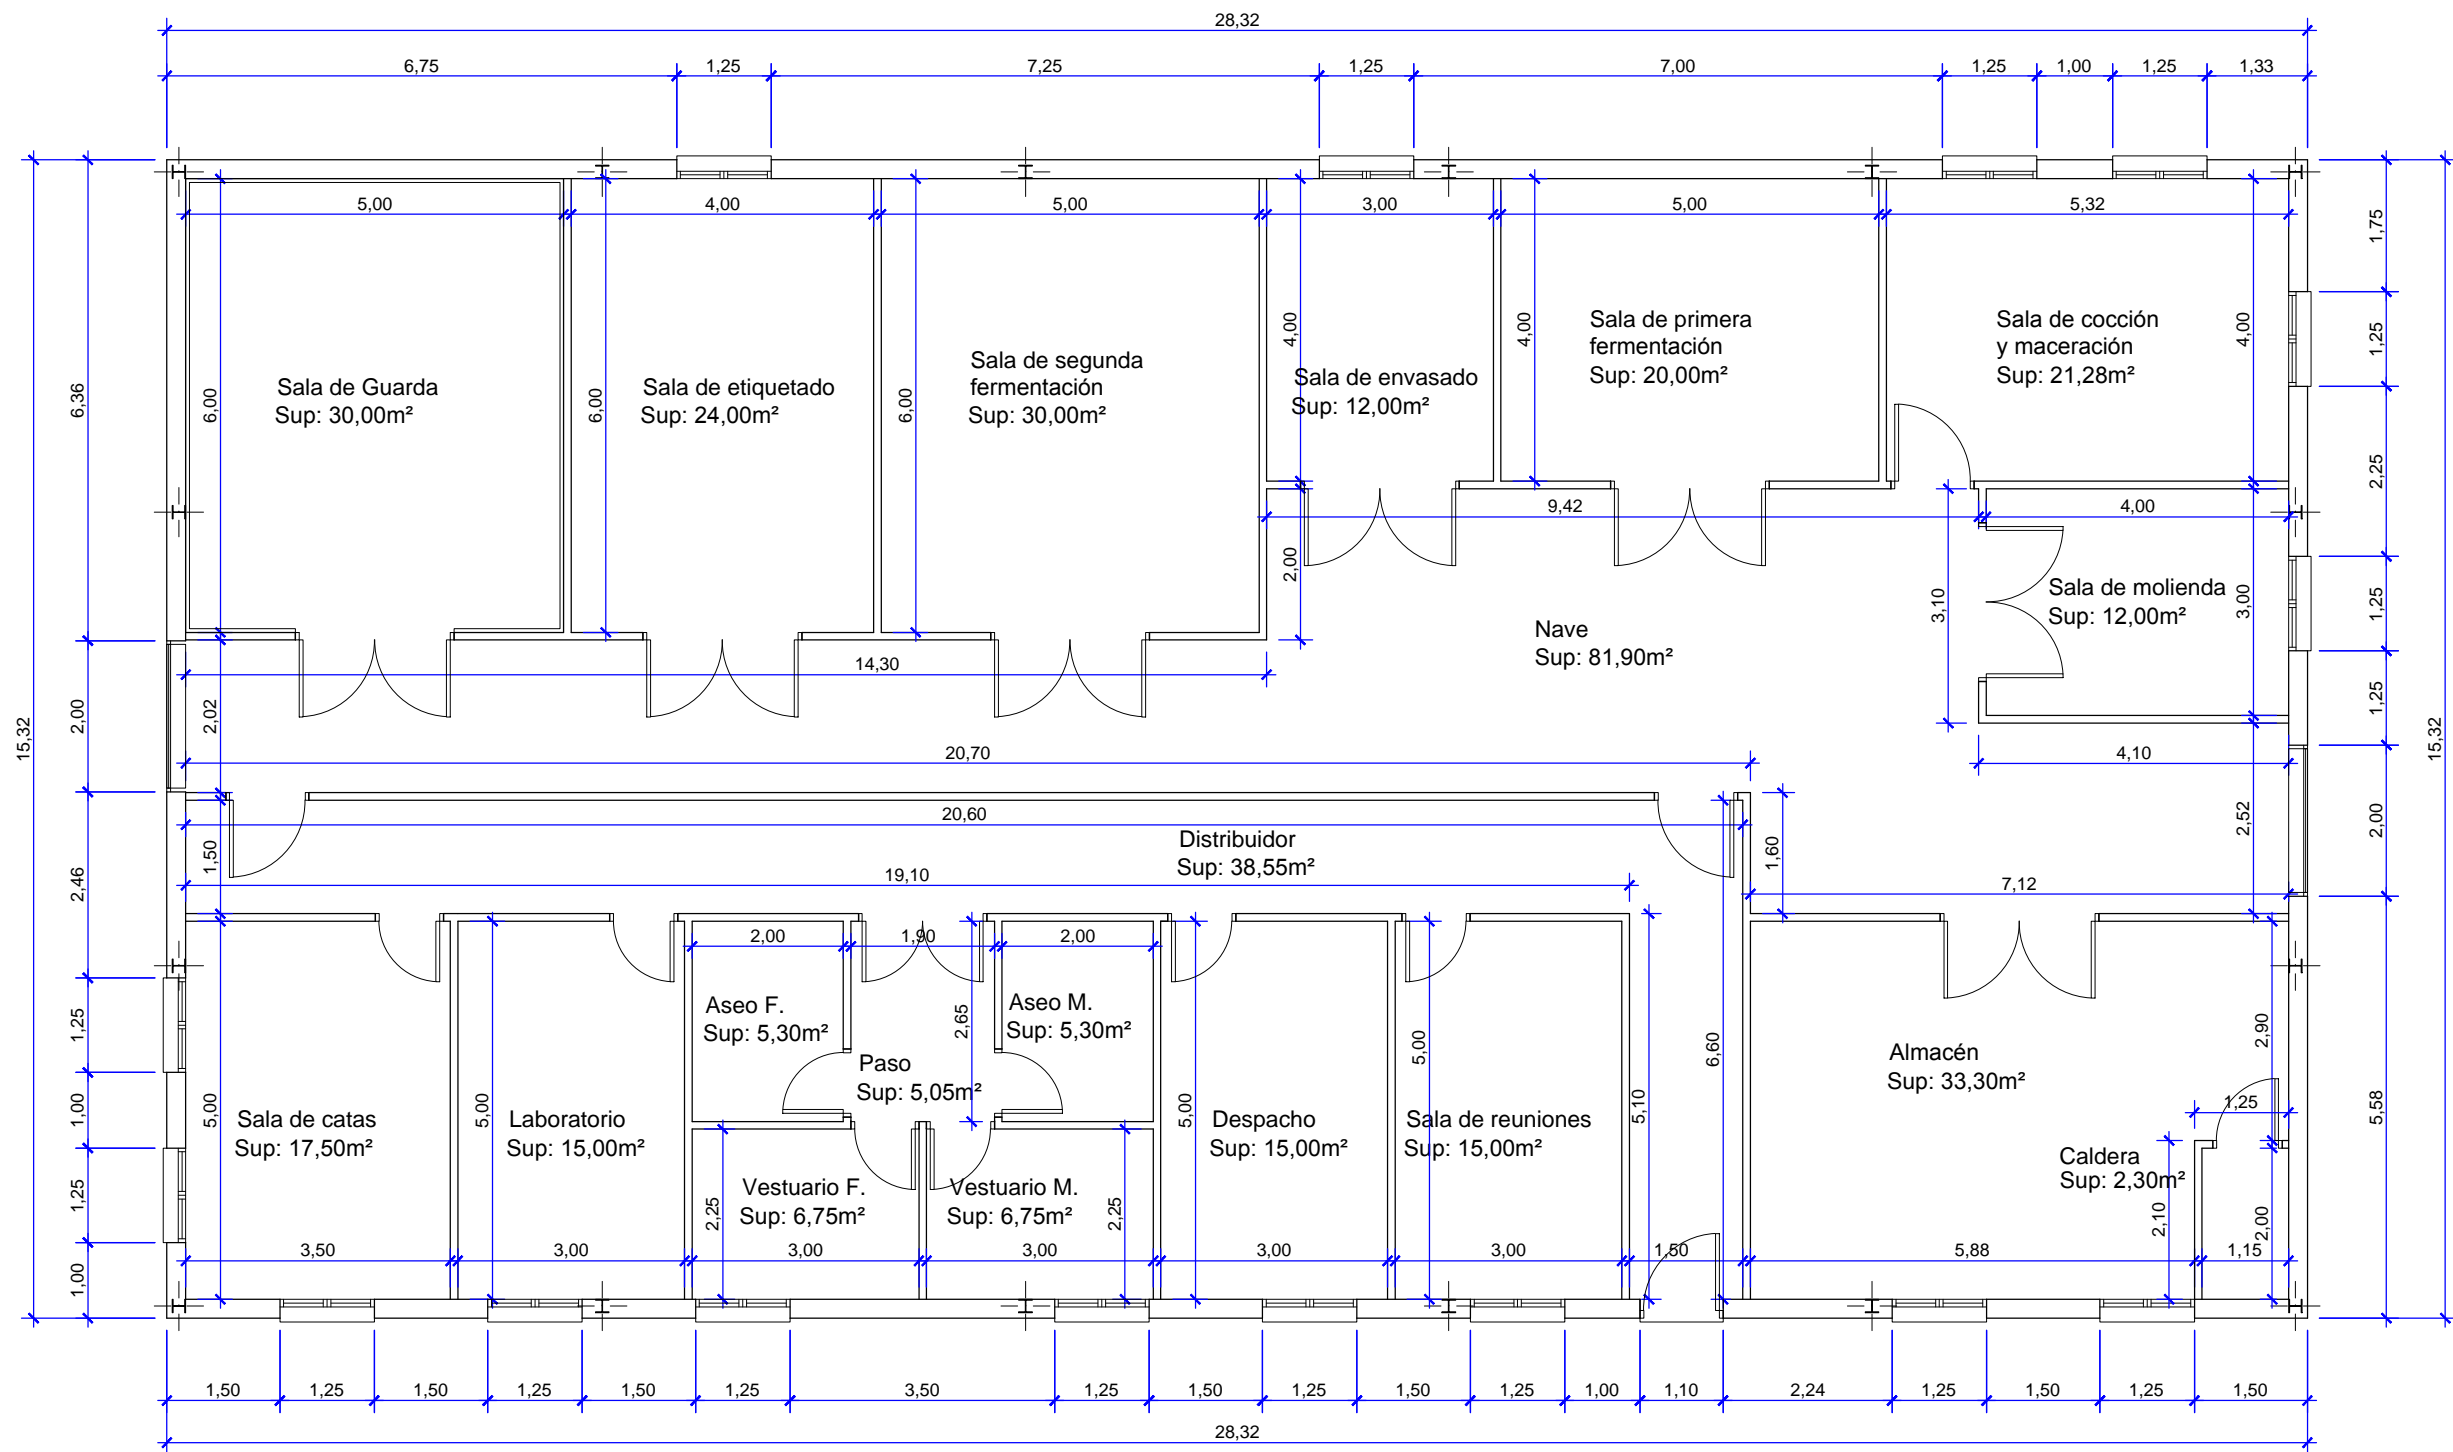 28,32
6,75 1,25 7,25 1,25 7,00 1,25 1,00 1,25 1,33
5,00 4,00 5,00 3,00 5,00 5,32
1,75
15,32
6,36
6,00
6,00
6,00
4,00
4,00
4,00
1,25
15,32
Sala de Guarda
Sup: 30,00m²
Sala de etiquetado
Sup: 24,00m²
Sala de segunda
fermentación
Sup: 30,00m²
Sala de envasado
Sup: 12,00m²
Sala de primera
fermentación
Sup: 20,00m²
Sala de cocción
y maceración
Sup: 21,28m²
2,25
9,42 4,00
2,00
3,10
3,00
1,25
Sala de molienda
Sup: 12,00m²
Nave
Sup: 81,90m²
14,30
2,00
2,02
1,25
20,70
4,10
20,60
2,52
2,00
1,50
1,60
Distribuidor
Sup: 38,55m²
2,46
19,10
7,12
2,00 1,90 2,00
Aseo F.
Sup: 5,30m²
2,65
Aseo M.
Sup: 5,30m²
1,25
Paso
Sup: 5,05m²
5,00
6,60
2,90
Almacén
Sup: 33,30m²
1,00
5,00
5,00
5,00
5,10
1,25
5,58
Sala de catas
Sup: 17,50m²
Laboratorio
Sup: 15,00m²
Despacho
Sup: 15,00m²
Sala de reuniones
Sup: 15,00m²
Caldera
Sup: 2,30m²
1,25
Vestuario F.
Sup: 6,75m²
Vestuario M.
Sup: 6,75m²
2,25
2,25
2,10
2,00
3,50 3,00 3,00 3,00 3,00 3,00 1,50 5,88 1,15
1,00
1,50 1,25 1,50 1,25 1,50 1,25 3,50 1,25 1,50 1,25 1,50 1,25 1,00 1,10 2,24 1,25 1,50 1,25 1,50
28,32